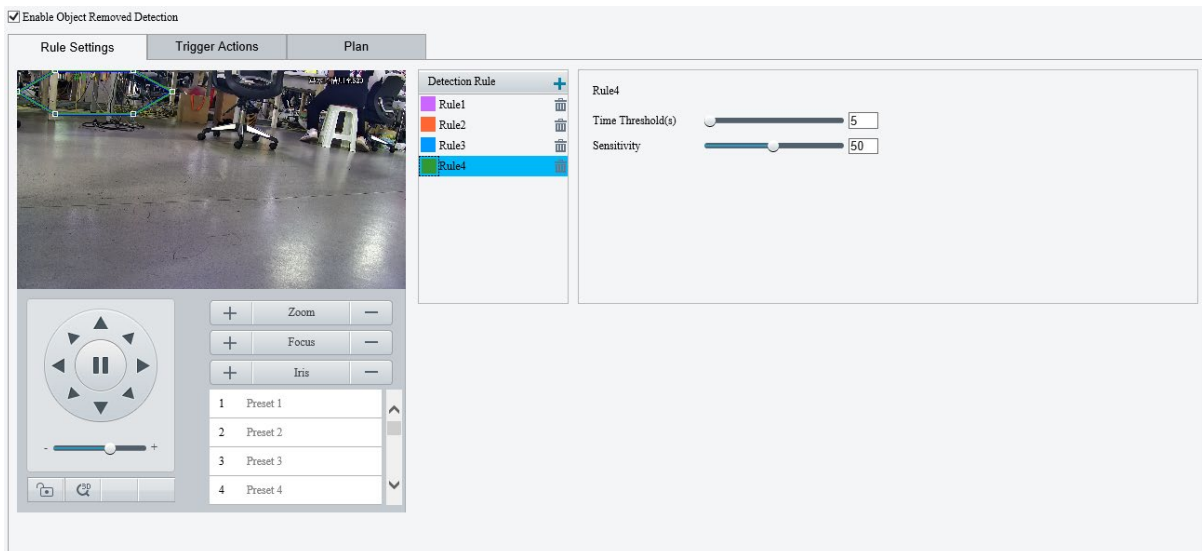 Enable Object Removed Detection
Rule Settings
Trigger Actions
Plan
Detection Rule
Rule1
Rule2
Rule3
Rule4
Rule4
Time Threshold(s)
5
Sensitivity
50
+ Zoom —
+ Focus —
+ Iris —
- +
3D
1 Preset 1
2 Preset 2
3 Preset 3
4 Preset 4